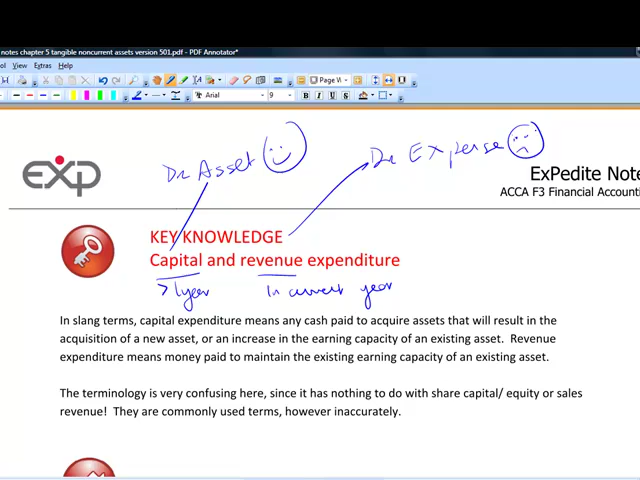 notes chapter 5 tangible noncurrent assets version 501.pdf - PDF Annotator*
ol View Extras Help
Page W
Arial 9 B I U S A
Dr Asset
Dr Expense
exp
ExPedite Note
ACCA F3 Financial Accounti
KEY KNOWLEDGE
Capital and revenue expenditure
> 1 year
In current year
In slang terms, capital expenditure means any cash paid to acquire assets that will result in the
acquisition of a new asset, or an increase in the earning capacity of an existing asset. Revenue
expenditure means money paid to maintain the existing earning capacity of an existing asset.
The terminology is very confusing here, since it has nothing to do with share capital/ equity or sales
revenue! They are commonly used terms, however inaccurately.